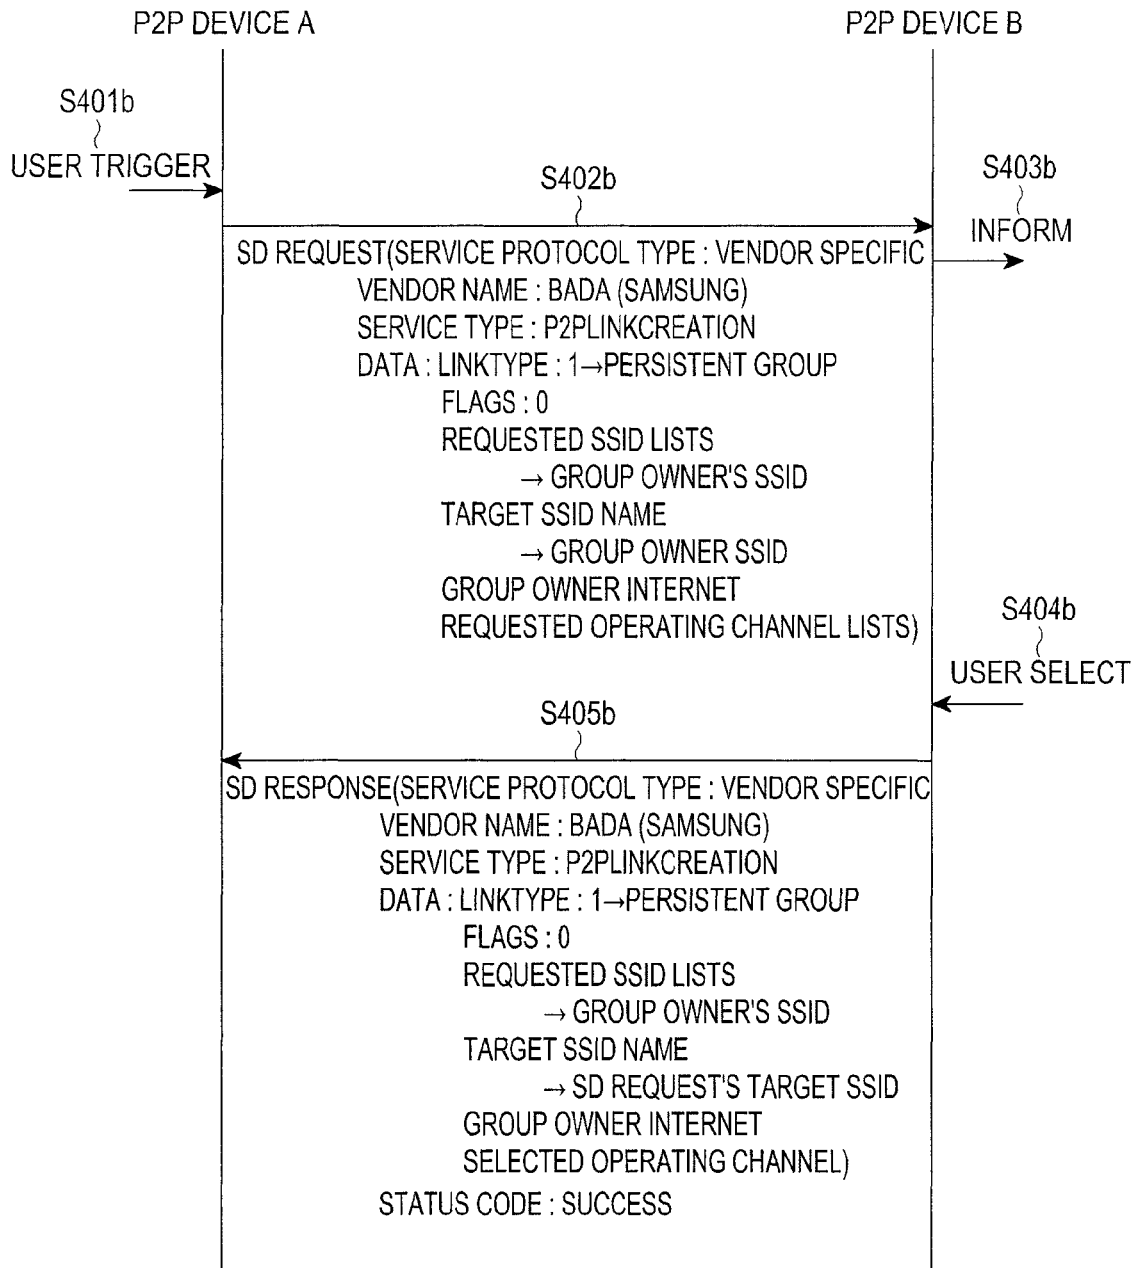 P2P DEVICE A
P2P DEVICE B
S401b
USER TRIGGER
S402b
S403b
INFORM
SD REQUEST(SERVICE PROTOCOL TYPE : VENDOR SPECIFIC
VENDOR NAME : BADA (SAMSUNG)
SERVICE TYPE : P2PLINKCREATION
DATA : LINKTYPE : 1→PERSISTENT GROUP
FLAGS : 0
REQUESTED SSID LISTS
→ GROUP OWNER'S SSID
TARGET SSID NAME
→ GROUP OWNER SSID
GROUP OWNER INTERNET
REQUESTED OPERATING CHANNEL LISTS)
S404b
USER SELECT
S405b
SD RESPONSE(SERVICE PROTOCOL TYPE : VENDOR SPECIFIC
VENDOR NAME : BADA (SAMSUNG)
SERVICE TYPE : P2PLINKCREATION
DATA : LINKTYPE : 1→PERSISTENT GROUP
FLAGS : 0
REQUESTED SSID LISTS
→ GROUP OWNER'S SSID
TARGET SSID NAME
→ SD REQUEST'S TARGET SSID
GROUP OWNER INTERNET
SELECTED OPERATING CHANNEL)
STATUS CODE : SUCCESS